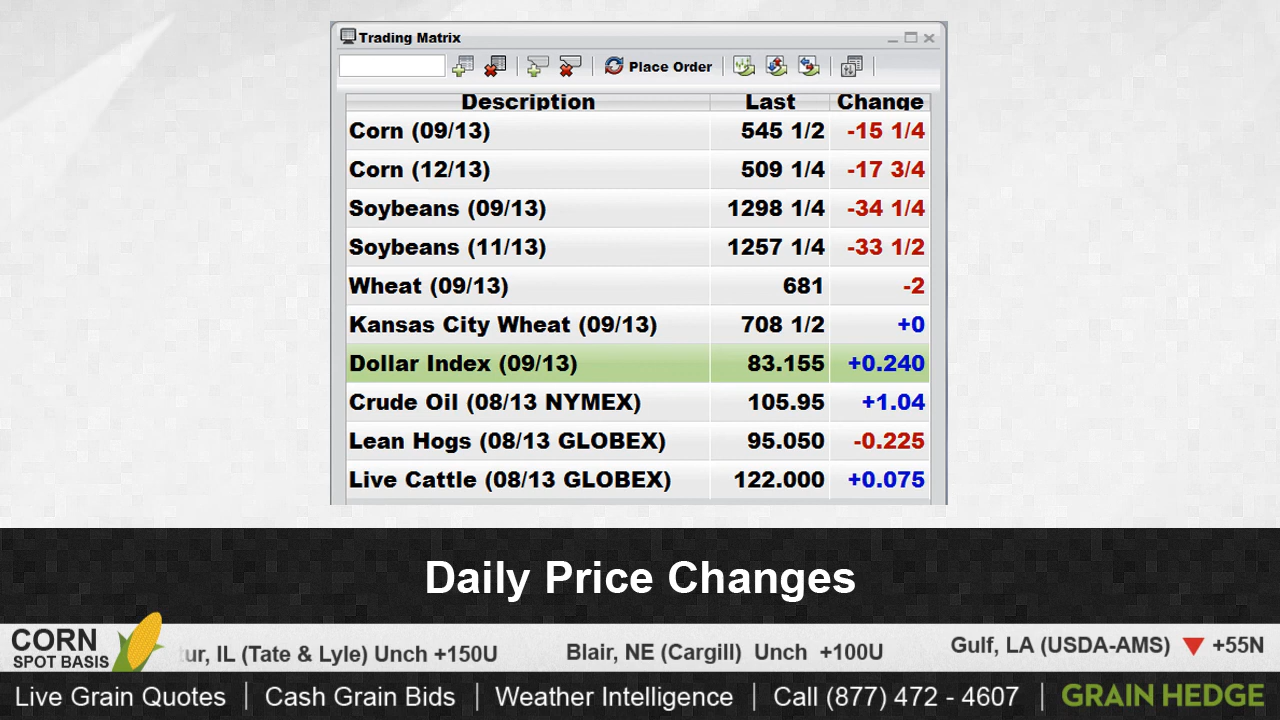 Trading Matrix
Place Order
Description Last Change
Corn (09/13) 545 1/2 -15 1/4
Corn (12/13) 509 1/4 -17 3/4
Soybeans (09/13) 1298 1/4 -34 1/4
Soybeans (11/13) 1257 1/4 -33 1/2
Wheat (09/13) 681 -2
Kansas City Wheat (09/13) 708 1/2 +0
Dollar Index (09/13) 83.155 +0.240
Crude Oil (08/13 NYMEX) 105.95 +1.04
Lean Hogs (08/13 GLOBEX) 95.050 -0.225
Live Cattle (08/13 GLOBEX) 122.000 +0.075
Daily Price Changes
CORN
SPOT BASIS
tur, IL (Tate & Lyle) Unch +150U Blair, NE (Cargill) Unch +100U Gulf, LA (USDA-AMS) ▼ +55N
Live Grain Quotes | Cash Grain Bids | Weather Intelligence | Call (877) 472 - 4607 | GRAIN HEDGE